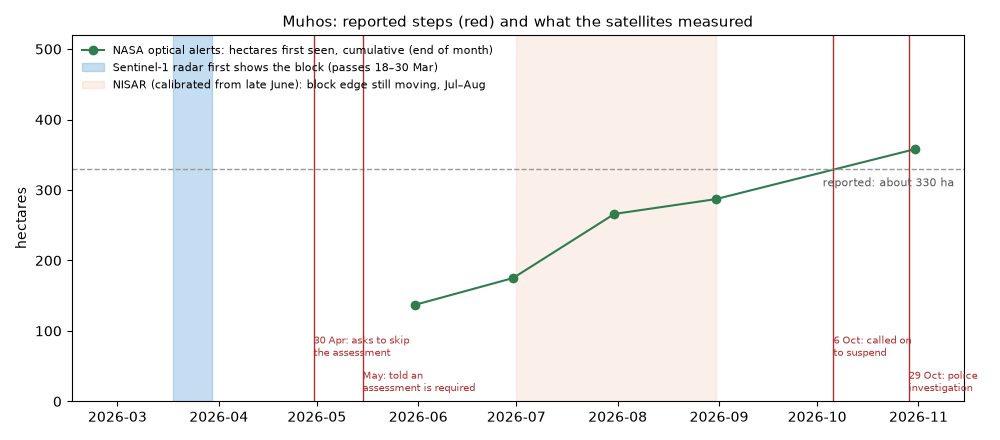 Muhos: reported steps (red) and what the satellites measured
NASA optical alerts: hectares first seen, cumulative (end of month)
Sentinel-1 radar first shows the block (passes 18–30 Mar)
NISAR (calibrated from late June): block edge still moving, Jul–Aug
hectares
500
400
300
200
100
0
reported: about 330 ha
30 Apr: asks to skip
the assessment
May: told an
assessment is required
6 Oct: called on
to suspend
29 Oct: police
investigation
2026-03
2026-04
2026-05
2026-06
2026-07
2026-08
2026-09
2026-10
2026-11